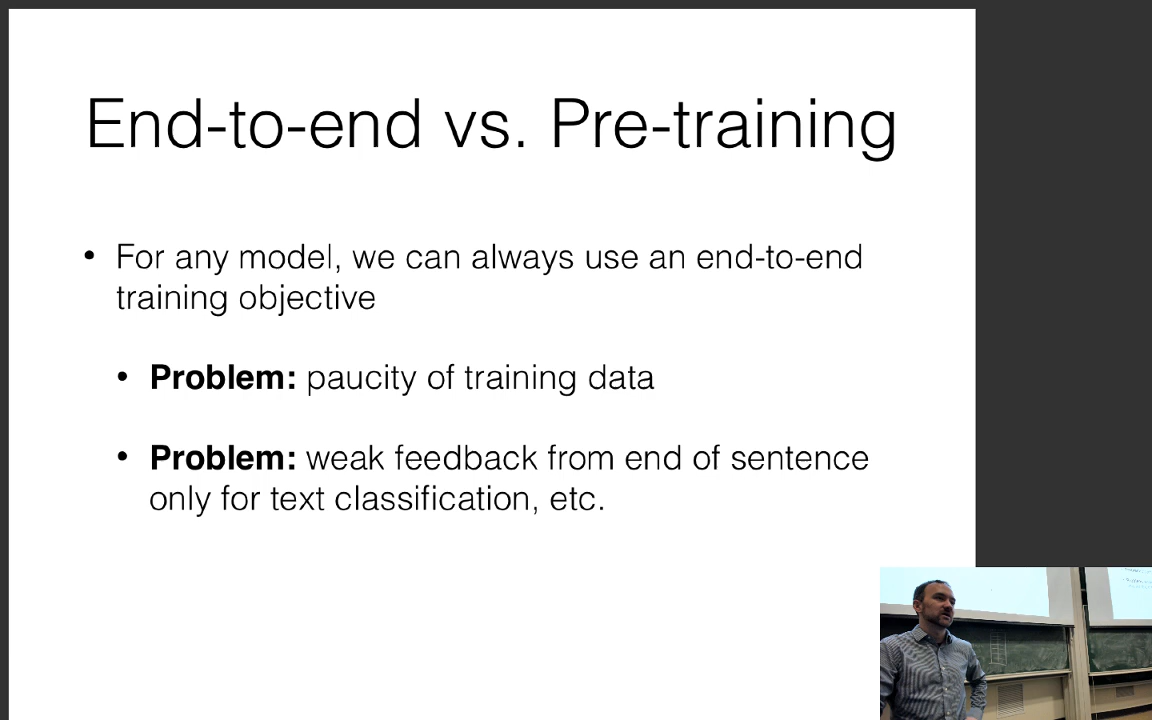 End-to-end vs. Pre-training
• For any model, we can always use an end-to-end
training objective
• Problem: paucity of training data
• Problem: weak feedback from end of sentence
only for text classification, etc.